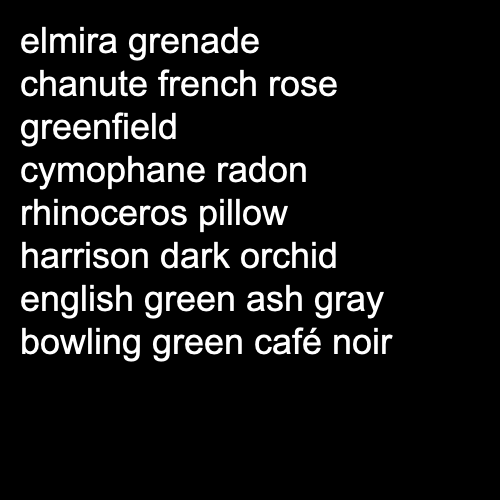 elmira grenade
chanute french rose
greenfield
cymophane radon
rhinoceros pillow
harrison dark orchid
english green ash gray
bowling green café noir